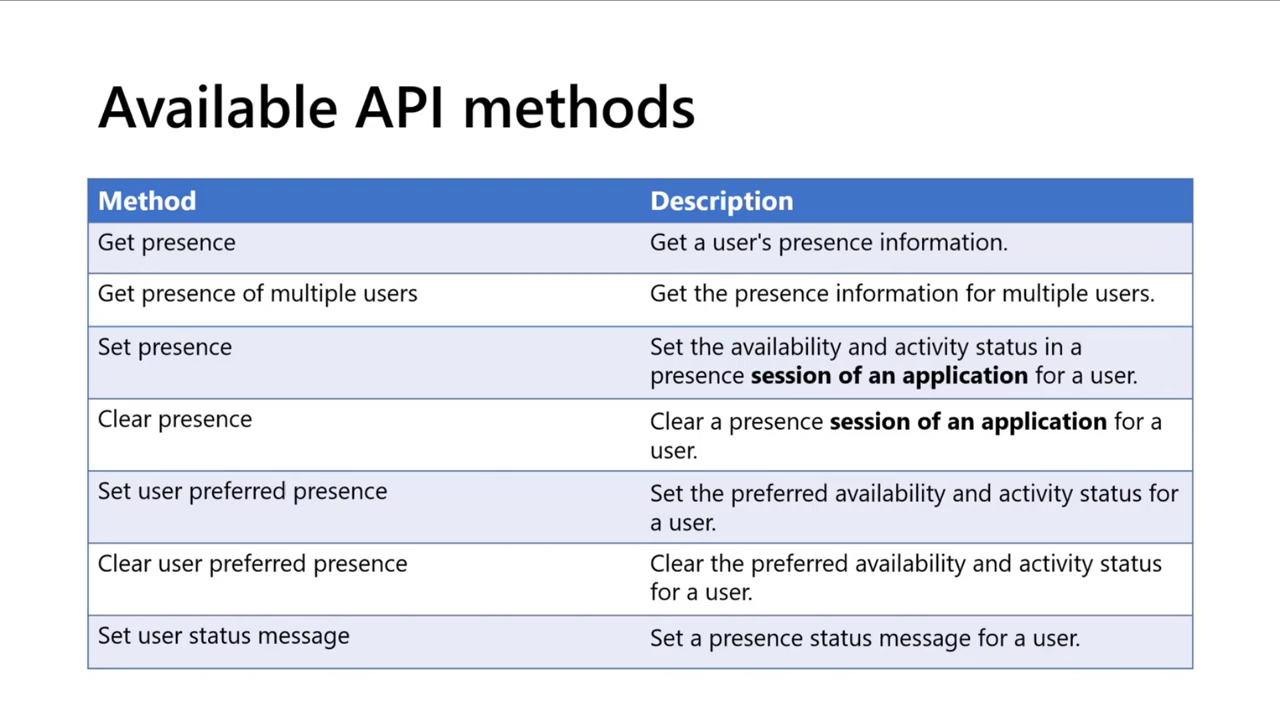 Available API methods
Method
Description
Get presence
Get a user's presence information.
Get presence of multiple users
Get the presence information for multiple users.
Set presence
Set the availability and activity status in a
presence session of an application for a user.
Clear presence
Clear a presence session of an application for a
user.
Set user preferred presence
Set the preferred availability and activity status for
a user.
Clear user preferred presence
Clear the preferred availability and activity status
for a user.
Set user status message
Set a presence status message for a user.